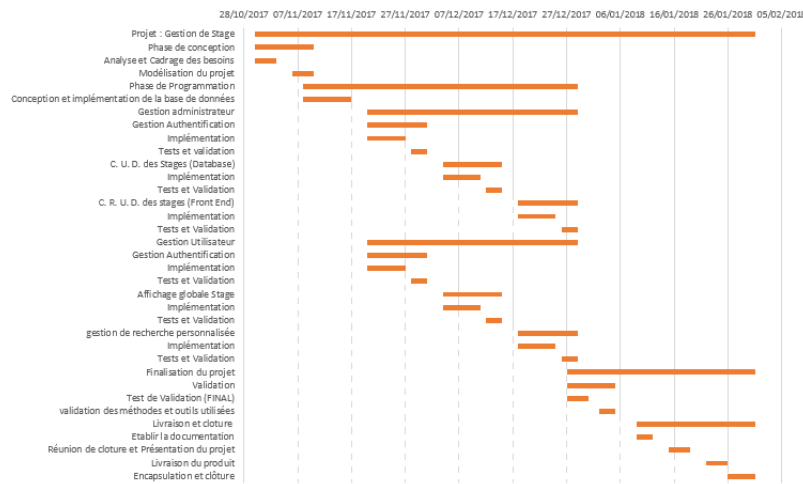 28/10/2017 07/11/2017 17/11/2017 27/11/2017 07/12/2017 17/12/2017 27/12/2017 06/01/2018 16/01/2018 26/01/2018 05/02/2018
Projet : Gestion de Stage
Phase de conception
Analyse et Cadrage des besoins
Modélisation du projet
Phase de Programmation
Conception et implémentation de la base de données
Gestion administrateur
Gestion Authentification
Implémentation
Tests et validation
C. U. D. des Stages (Database)
Implémentation
Tests et Validation
C. R. U. D. des stages (Front End)
Implémentation
Tests et Validation
Gestion Utilisateur
Gestion Authentification
Implémentation
Tests et Validation
Affichage globale Stage
Implémentation
Tests et Validation
gestion de recherche personnalisée
Implémentation
Tests et Validation
Finalisation du projet
Validation
Test de Validation (FINAL)
validation des méthodes et outils utilisées
Livraison et cloture
Etablir la documentation
Réunion de cloture et Présentation du projet
Livraison du produit
Encapsulation et clôture